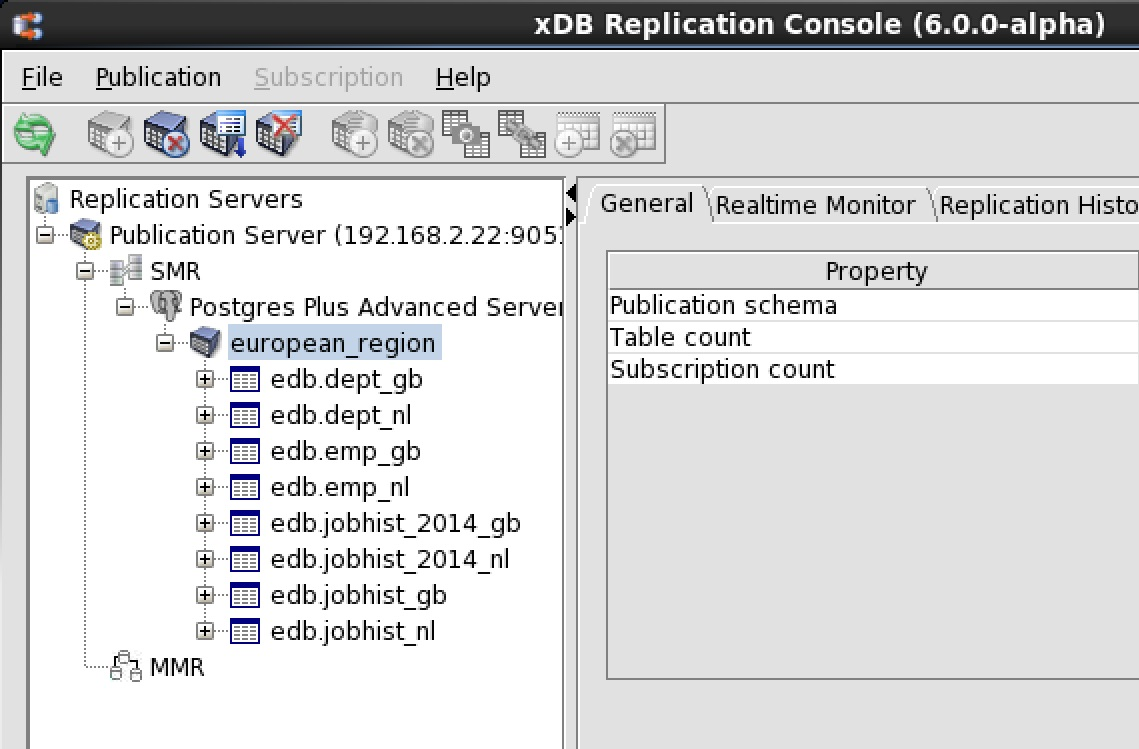 xDB Replication Console (6.0.0-alpha)
File Publication Subscription Help
Replication Servers
Publication Server (192.168.2.22:905
SMR
Postgres Plus Advanced Server
european_region
edb.dept_gb
edb.dept_nl
edb.emp_gb
edb.emp_nl
edb.jobhist_2014_gb
edb.jobhist_2014_nl
edb.jobhist_gb
edb.jobhist_nl
MMR
General Realtime Monitor Replication Histo
Property
Publication schema
Table count
Subscription count